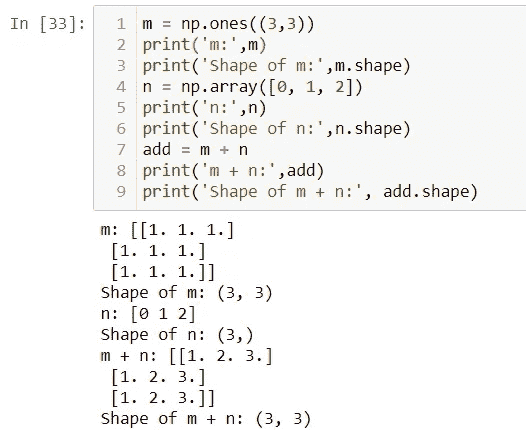 In [33]:
1 m = np.ones((3,3))
2 print('m:',m)
3 print('Shape of m:',m.shape)
4 n = np.array([0, 1, 2])
5 print('n:',n)
6 print('Shape of n:',n.shape)
7 add = m + n
8 print('m + n:',add)
9 print('Shape of m + n:', add.shape)
m: [[1. 1. 1.]
 [1. 1. 1.]
 [1. 1. 1.]]
Shape of m: (3, 3)
n: [0 1 2]
Shape of n: (3,)
m + n: [[1. 2. 3.]
 [1. 2. 3.]
 [1. 2. 3.]]
Shape of m + n: (3, 3)